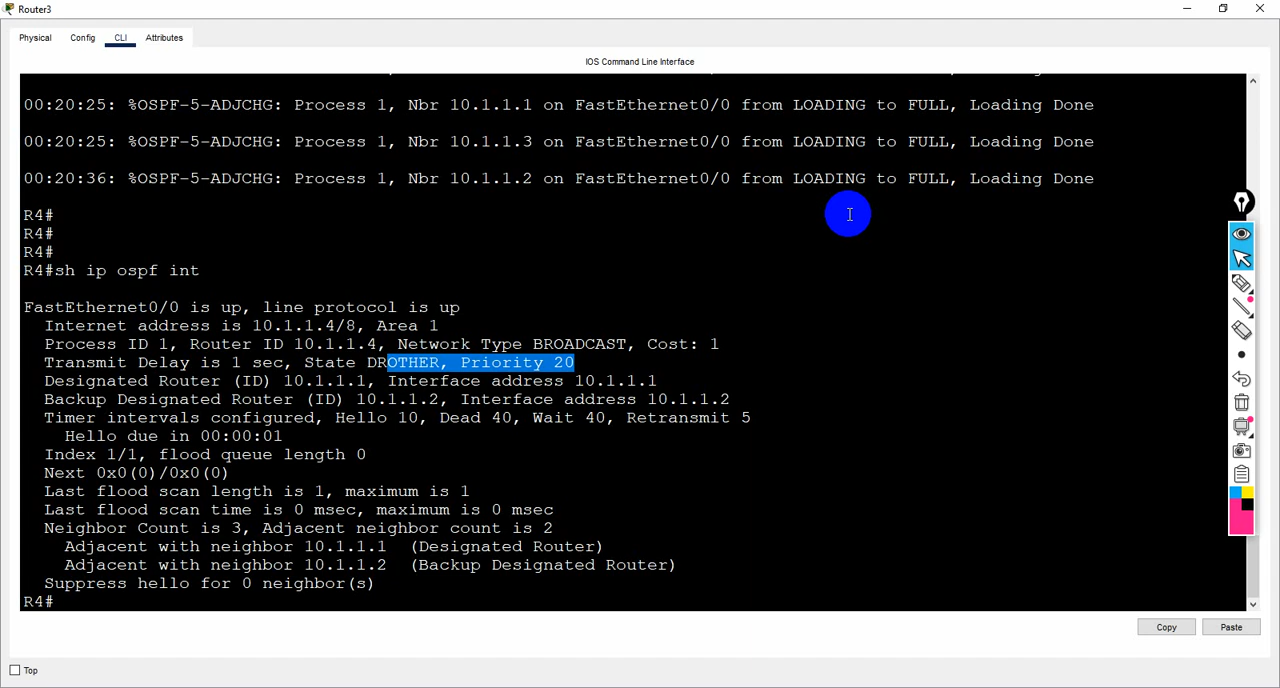 Router3
Physical Config CLI Attributes
IOS Command Line Interface
00:20:25: %OSPF-5-ADJCHG: Process 1, Nbr 10.1.1.1 on FastEthernet0/0 from LOADING to FULL, Loading Done
00:20:25: %OSPF-5-ADJCHG: Process 1, Nbr 10.1.1.3 on FastEthernet0/0 from LOADING to FULL, Loading Done
00:20:36: %OSPF-5-ADJCHG: Process 1, Nbr 10.1.1.2 on FastEthernet0/0 from LOADING to FULL, Loading Done
R4#
R4#
R4#
R4#sh ip ospf int
FastEthernet0/0 is up, line protocol is up
Internet address is 10.1.1.4/8, Area 1
Process ID 1, Router ID 10.1.1.4, Network Type BROADCAST, Cost: 1
Transmit Delay is 1 sec, State DROTHER, Priority 20
Designated Router (ID) 10.1.1.1, Interface address 10.1.1.1
Backup Designated Router (ID) 10.1.1.2, Interface address 10.1.1.2
Timer intervals configured, Hello 10, Dead 40, Wait 40, Retransmit 5
Hello due in 00:00:01
Index 1/1, flood queue length 0
Next 0x0(0)/0x0(0)
Last flood scan length is 1, maximum is 1
Last flood scan time is 0 msec, maximum is 0 msec
Neighbor Count is 3, Adjacent neighbor count is 2
Adjacent with neighbor 10.1.1.1 (Designated Router)
Adjacent with neighbor 10.1.1.2 (Backup Designated Router)
Suppress hello for 0 neighbor(s)
R4#
Copy Paste
Top